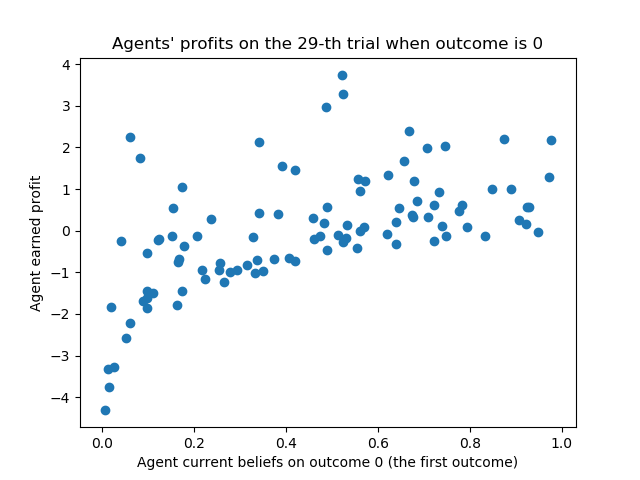 Agents' profits on the 29-th trial when outcome is 0
4
3
2
1
0
−1
−2
−3
−4
Agent earned profit
0.0 0.2 0.4 0.6 0.8 1.0
Agent current beliefs on outcome 0 (the first outcome)